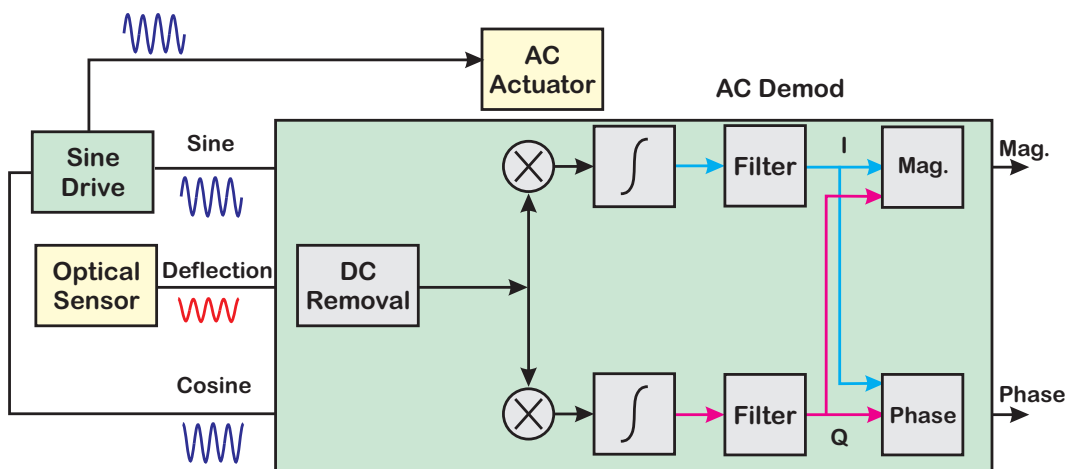 AC
Actuator
AC Demod
Sine
Drive
Sine
Filter
I
Mag.
Mag.
Optical
Sensor
Deflection
DC
Removal
Cosine
Filter
Q
Phase
Phase